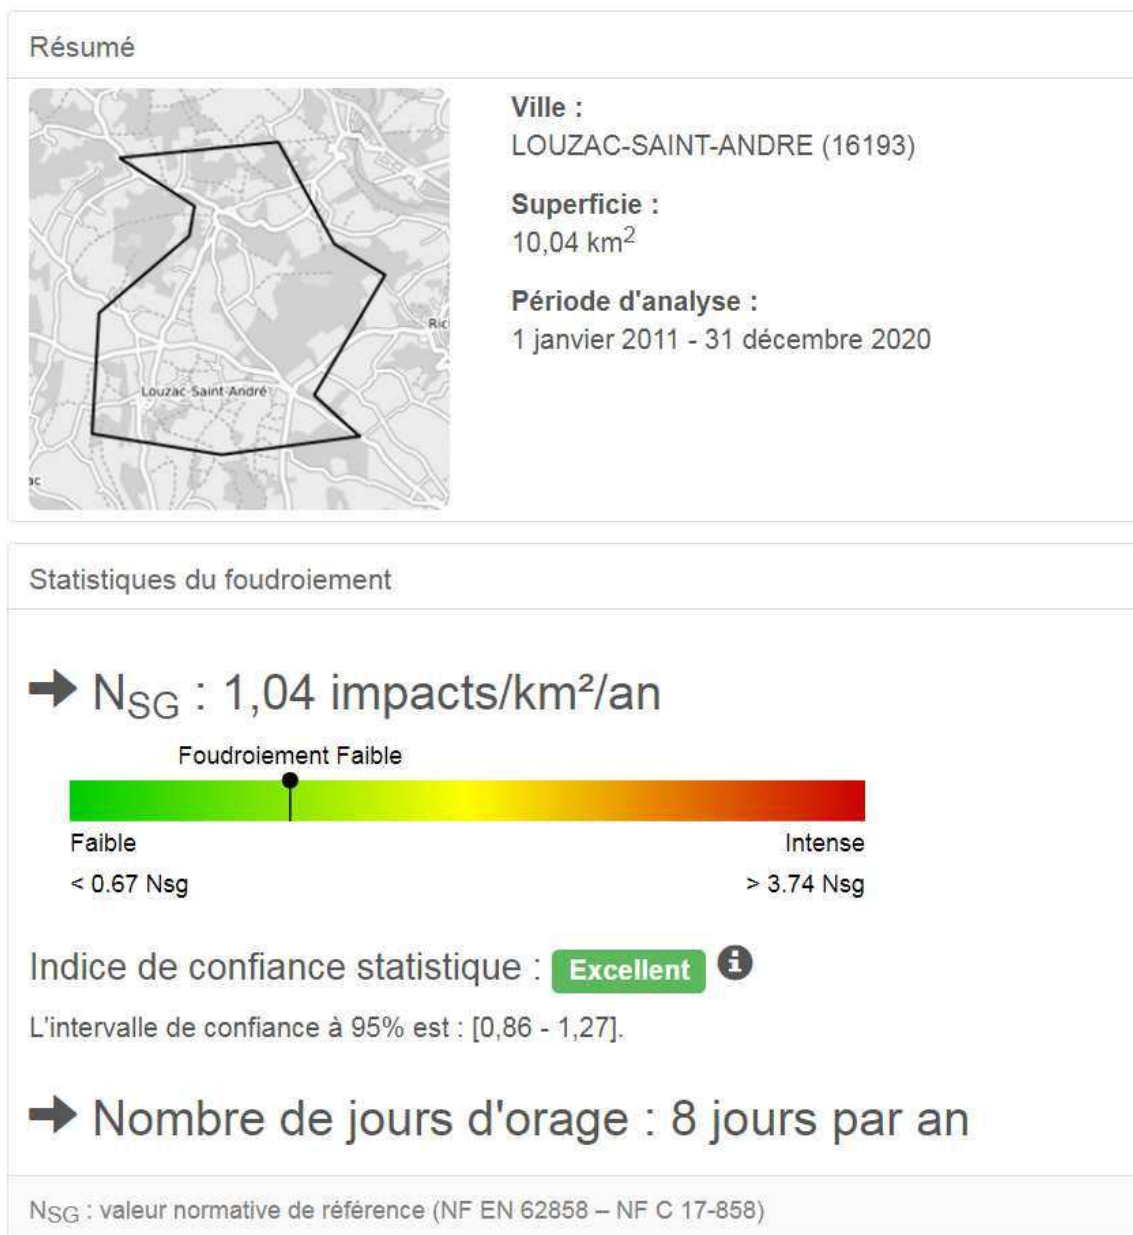 Résumé
Ville :
LOUZAC-SAINT-ANDRE (16193)
Superficie :
10,04 km²
Période d'analyse :
1 janvier 2011 - 31 décembre 2020
Ric
Louzac-Saint-André
ac
Statistiques du foudroiement
NSG : 1,04 impacts/km²/an
Foudroiement Faible
Faible Intense
< 0.67 Nsg > 3.74 Nsg
Indice de confiance statistique : Excellent
L'intervalle de confiance à 95% est : [0,86 - 1,27].
Nombre de jours d'orage : 8 jours par an
NSG : valeur normative de référence (NF EN 62858 – NF C 17-858)